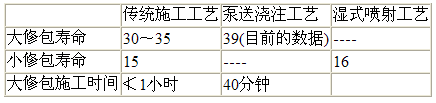 传统施工工艺 泵送浇注工艺 湿式喷射工艺
大修包寿命 30～35 39(目前的数据) ----
小修包寿命 15 ---- 16
大修包施工时间 ≮1小时 40分钟